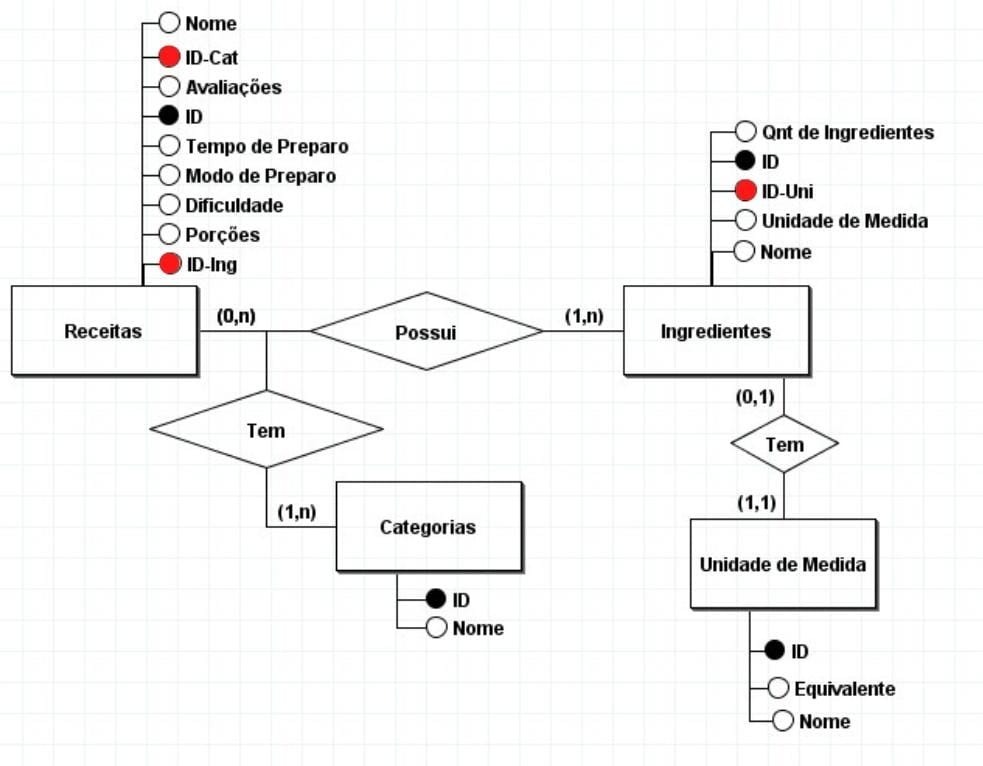 Nome
ID-Cat
Avaliações
ID
Tempo de Preparo
Modo de Preparo
Dificuldade
Porções
ID-Ing
Qnt de Ingredientes
ID
ID-Uni
Unidade de Medida
Nome
Receitas
(0,n)
Possui
(1,n)
Ingredientes
(0,1)
Tem
Tem
(1,n)
(1,1)
Categorias
Unidade de Medida
ID
Nome
ID
Equivalente
Nome